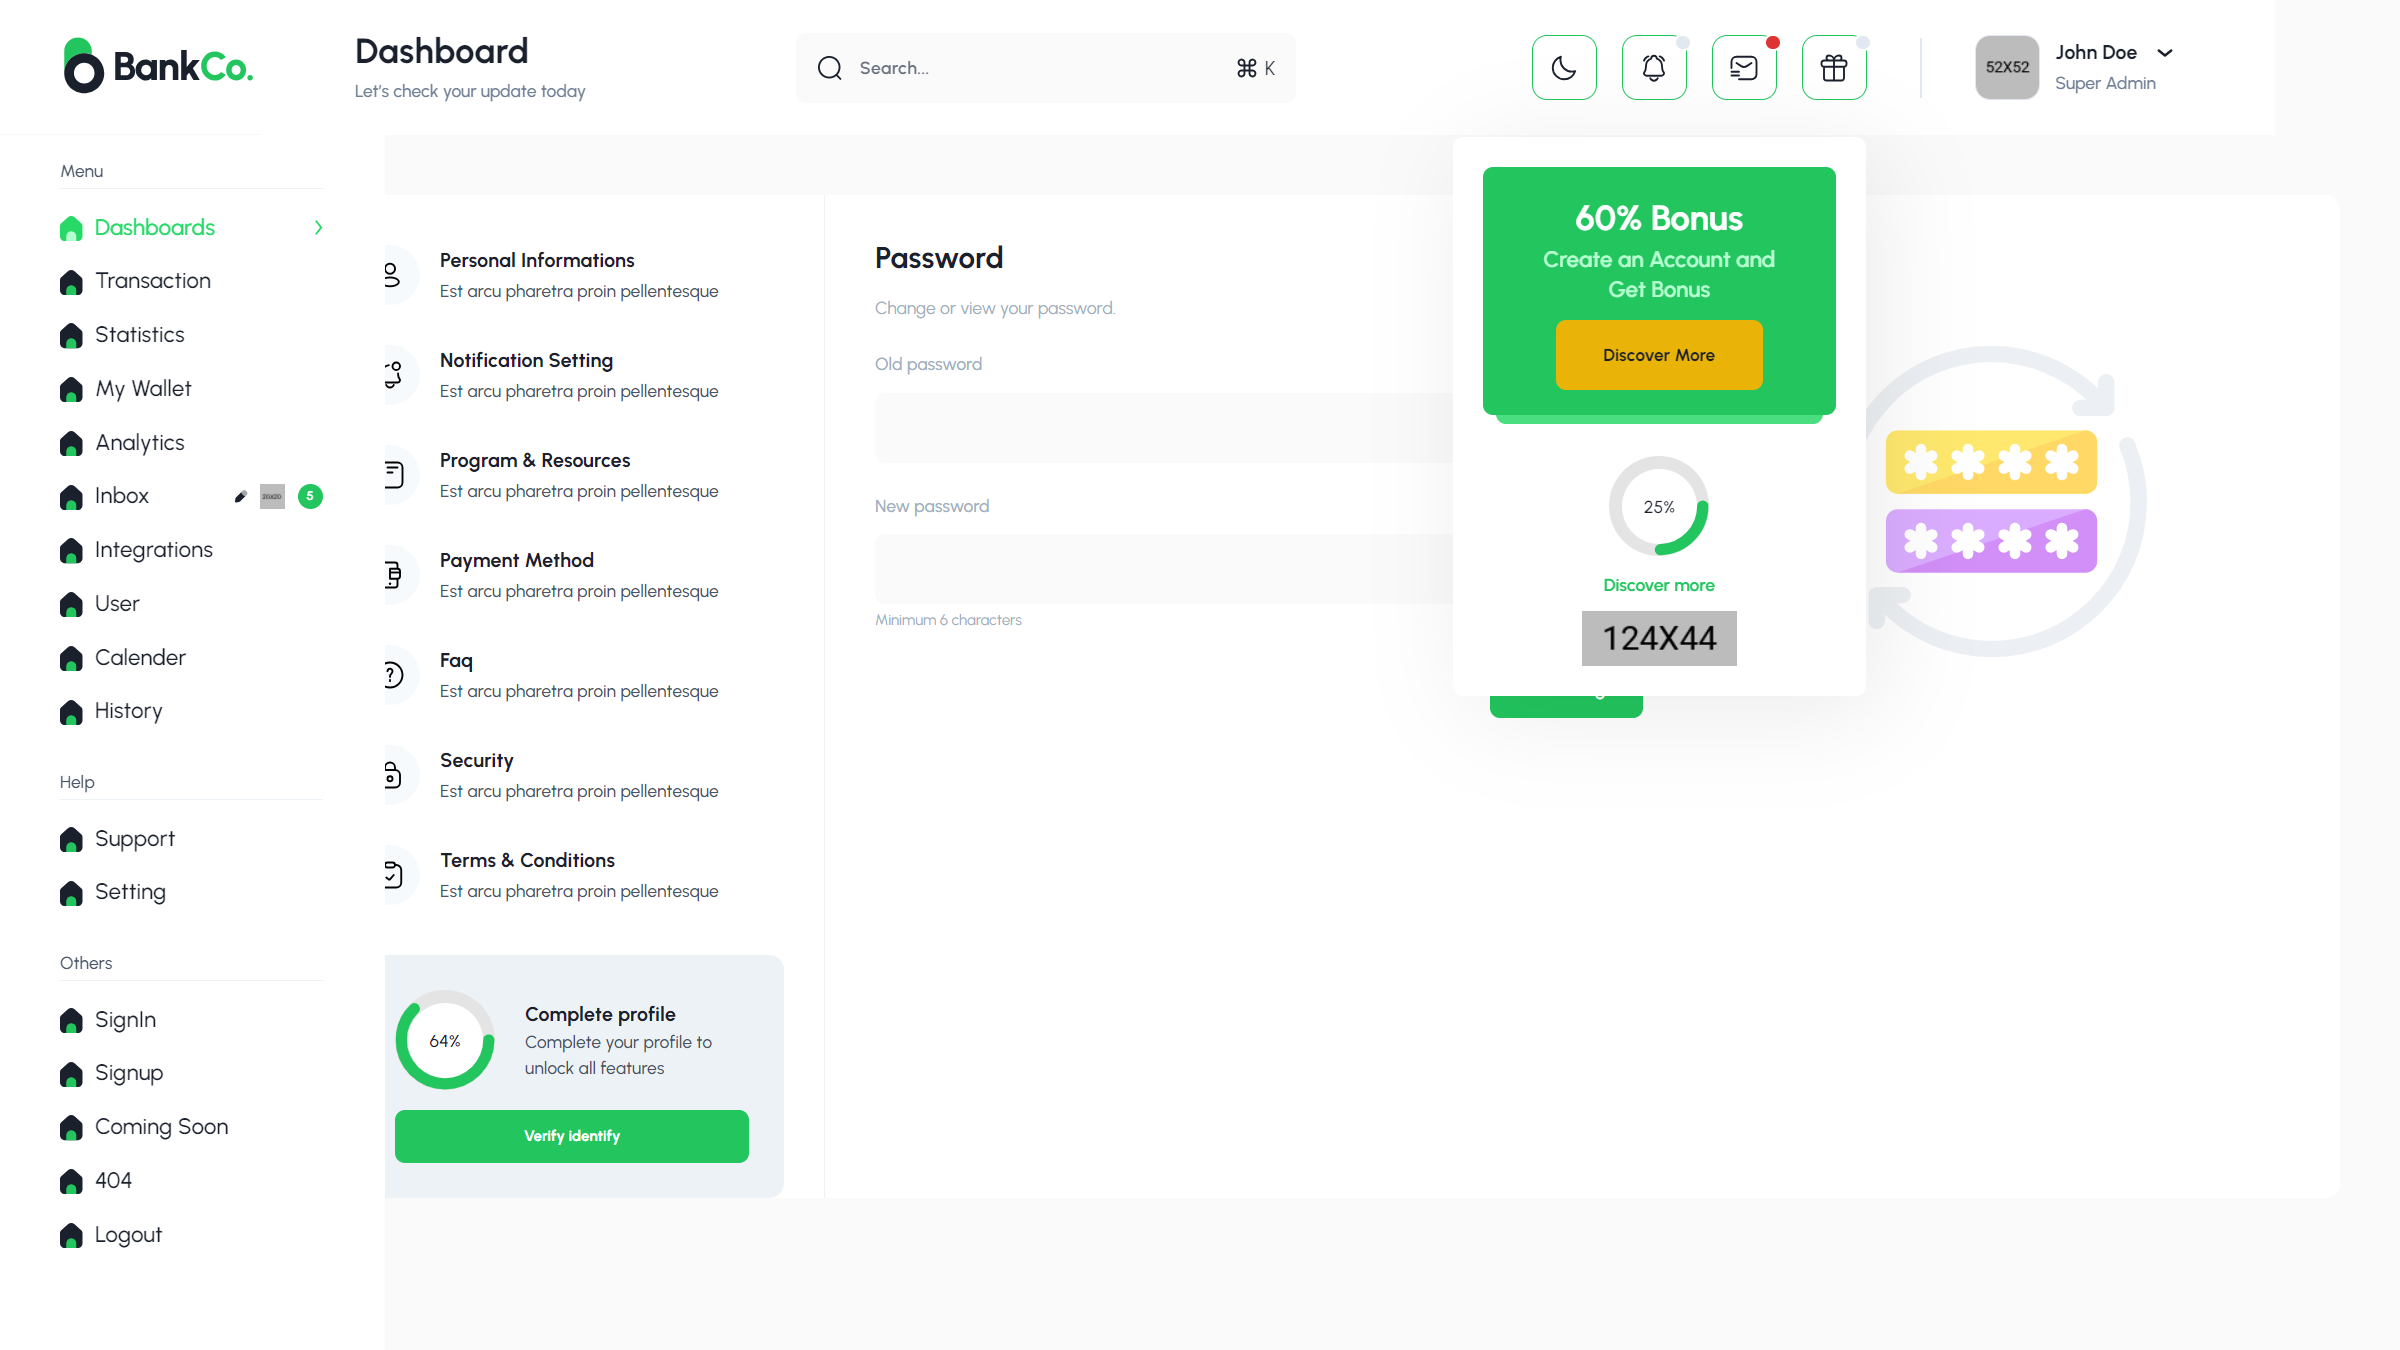 BankCo.
Dashboard
Let's check your update today
Search...
⌘ K
52X52
John Doe
Super Admin
Menu
Dashboards
Transaction
Statistics
My Wallet
Analytics
Inbox
20X20
5
Integrations
User
Calender
History
Help
Support
Setting
Others
SignIn
Signup
Coming Soon
404
Logout
Personal Informations
Est arcu pharetra proin pellentesque
Notification Setting
Est arcu pharetra proin pellentesque
Program & Resources
Est arcu pharetra proin pellentesque
Payment Method
Est arcu pharetra proin pellentesque
Faq
Est arcu pharetra proin pellentesque
Security
Est arcu pharetra proin pellentesque
Terms & Conditions
Est arcu pharetra proin pellentesque
64%
Complete profile
Complete your profile to
unlock all features
Verify identify
Password
Change or view your password.
Old password
New password
Minimum 6 characters
60% Bonus
Create an Account and
Get Bonus
Discover More
25%
Discover more
124X44